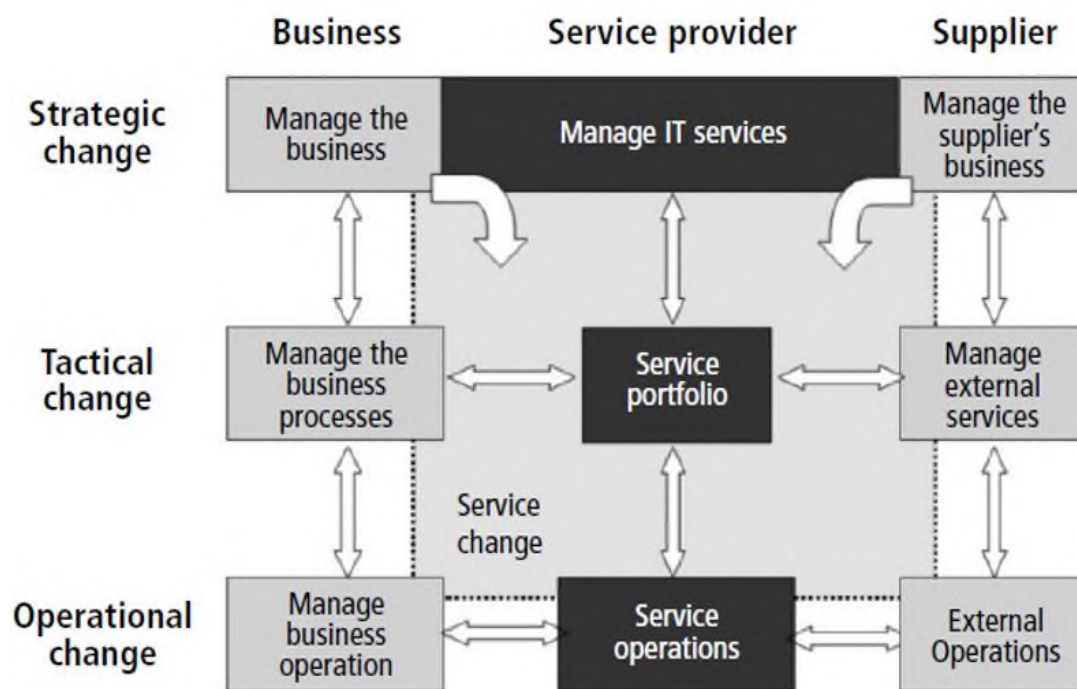 Business
Service provider
Supplier
Strategic
change
Manage the
business
Manage IT services
Manage the
supplier's
business
Tactical
change
Manage the
business
processes
Service
portfolio
Manage
external
services
Service
change
Operational
change
Manage
business
operation
Service
operations
External
Operations